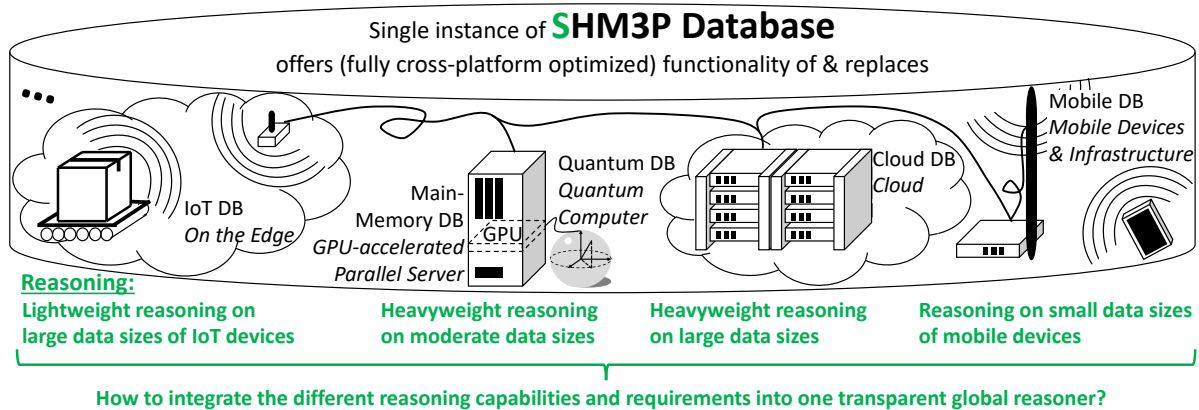 Single instance of SHM3P Database
offers (fully cross-platform optimized) functionality of & replaces
IoT DB
On the Edge
Main-
Memory DB
GPU-accelerated
Parallel Server
GPU
Quantum DB
Quantum
Computer
Cloud DB
Cloud
Mobile DB
Mobile Devices
& Infrastructure
Reasoning:
Lightweight reasoning on
large data sizes of IoT devices
Heavyweight reasoning
on moderate data sizes
Heavyweight reasoning
on large data sizes
Reasoning on small data sizes
of mobile devices
How to integrate the different reasoning capabilities and requirements into one transparent global reasoner?